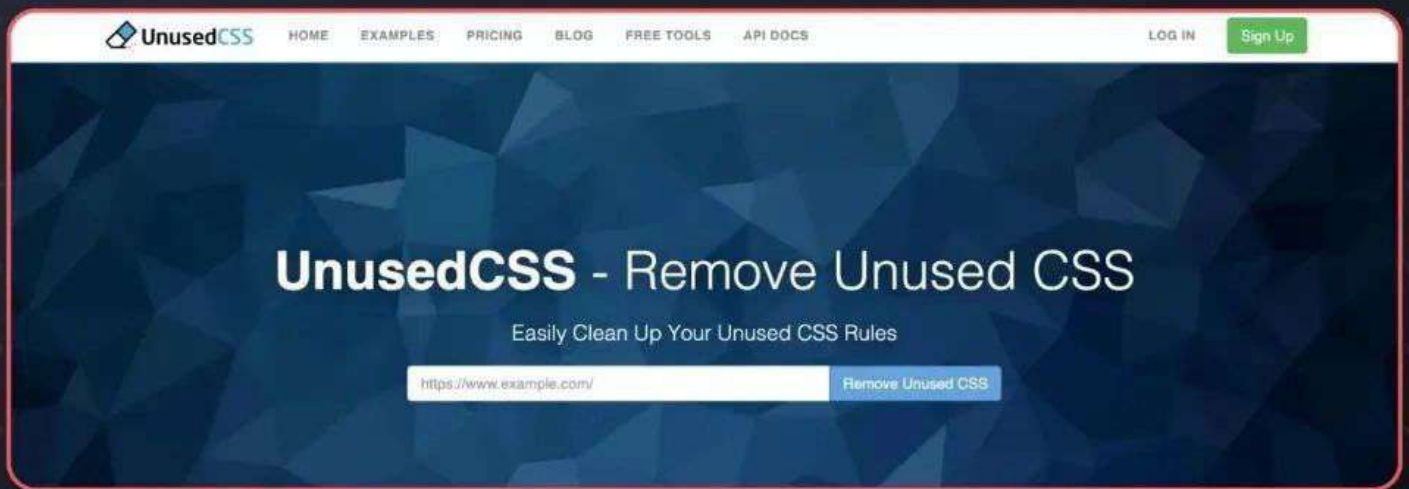 UnusedCSS HOME EXAMPLES PRICING BLOG FREE TOOLS API DOCS LOG IN Sign Up
UnusedCSS - Remove Unused CSS
Easily Clean Up Your Unused CSS Rules
https://www.example.com/ Remove Unused CSS